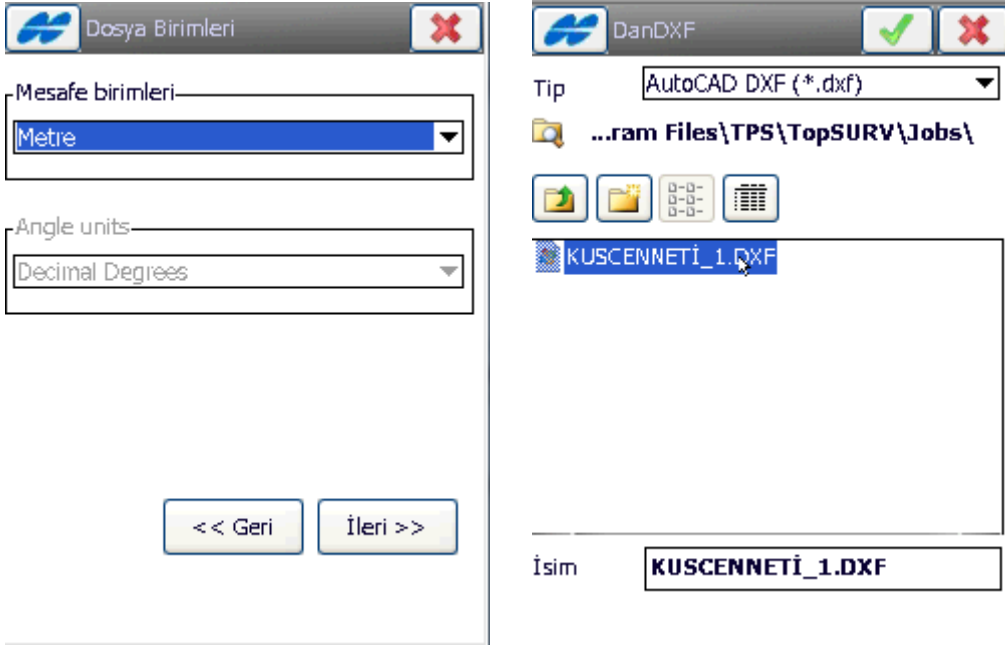 Dosya Birimleri
Mesafe birimleri
Metre
Angle units
Decimal Degrees
<< Geri
İleri >>
DanDXF
Tip
AutoCAD DXF (*.dxf)
...ram Files\TPS\TopSURV\Jobs\
KUSCENNETİ_1.DXF
İsim
KUSCENNETİ_1.DXF